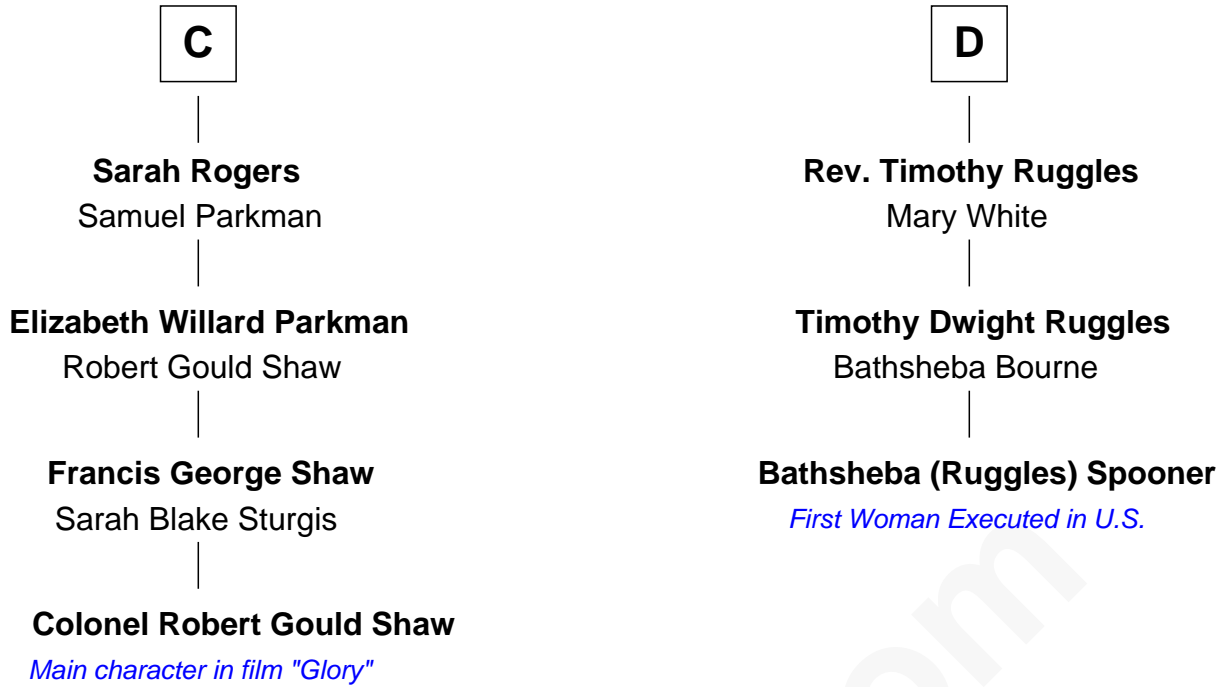 C
Sarah Rogers
Samuel Parkman
Elizabeth Willard Parkman
Robert Gould Shaw
Francis George Shaw
Sarah Blake Sturgis
Colonel Robert Gould Shaw
Main character in film "Glory"
D
Rev. Timothy Ruggles
Mary White
Timothy Dwight Ruggles
Bathsheba Bourne
Bathsheba (Ruggles) Spooner
First Woman Executed in U.S.
om